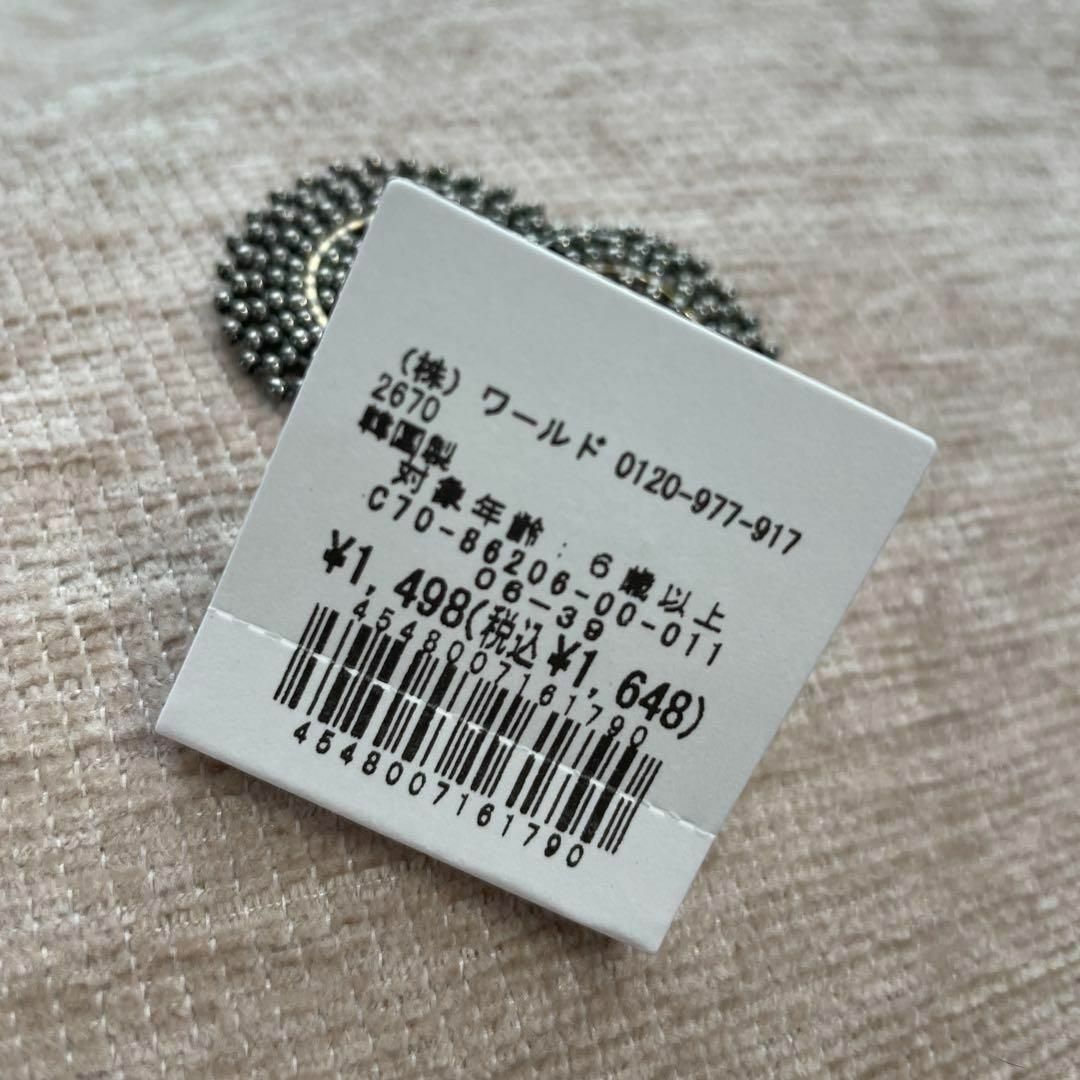 (株) ワールド 0120-977-917
2670
韓国製
対象年齢:6歳以上
C70-86206-00-011
06-39
¥1,498(税込¥1,648)
4548007161790
4548007161790